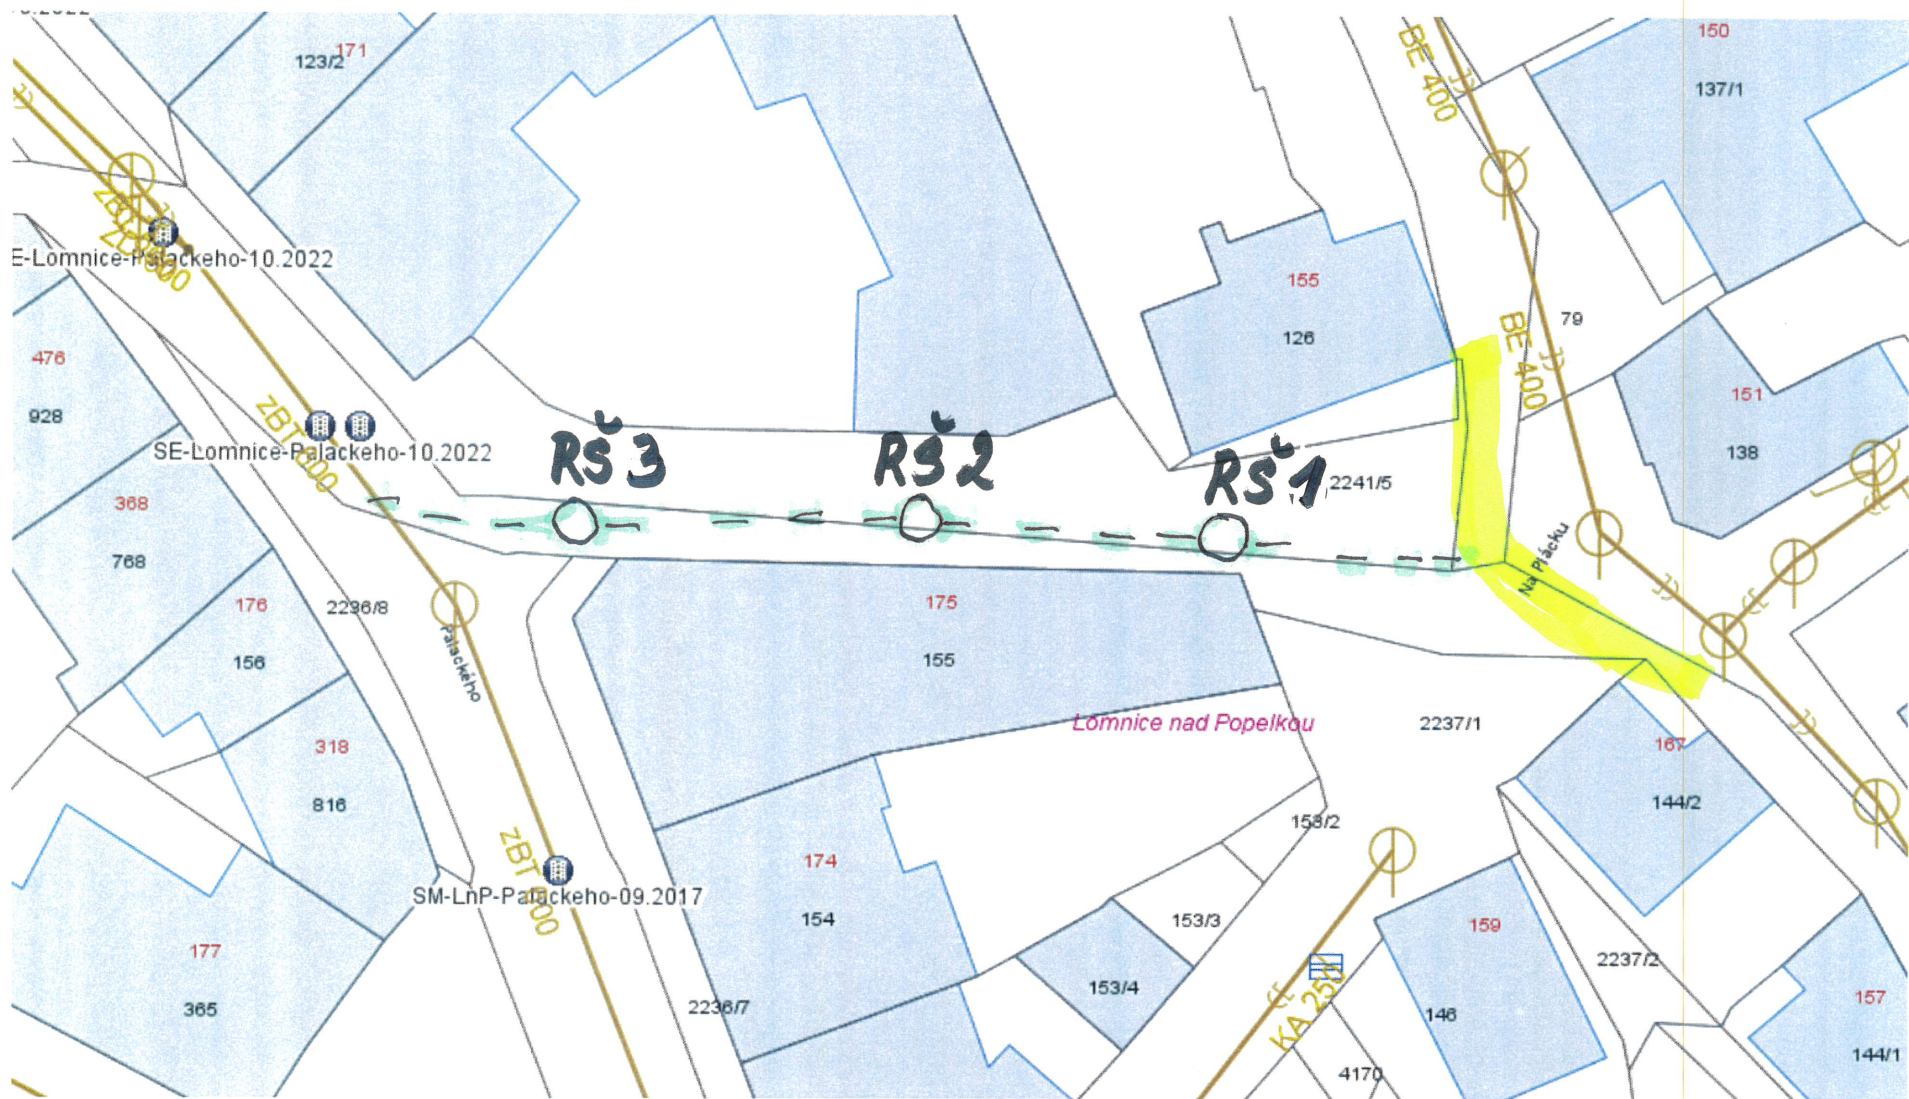 171
123/2
150
137/1
BE 400
E-Lomnice-Palackeho-10.2022
155
126
79
BE 400
476
928
151
138
zBT 600
SE-Lomnice-Palackeho-10.2022
RŠ 3
RŠ 2
RŠ 1
2241/5
368
768
Na Plácku
176
156
2236/8
Palackého
175
155
Lomnice nad Popelkou
2237/1
318
816
167
144/2
153/2
174
154
zBT 600
SM-LnP-Palackeho-09.2017
153/3
159
146
2237/2
177
365
2236/7
153/4
KA 250
157
144/1
4170